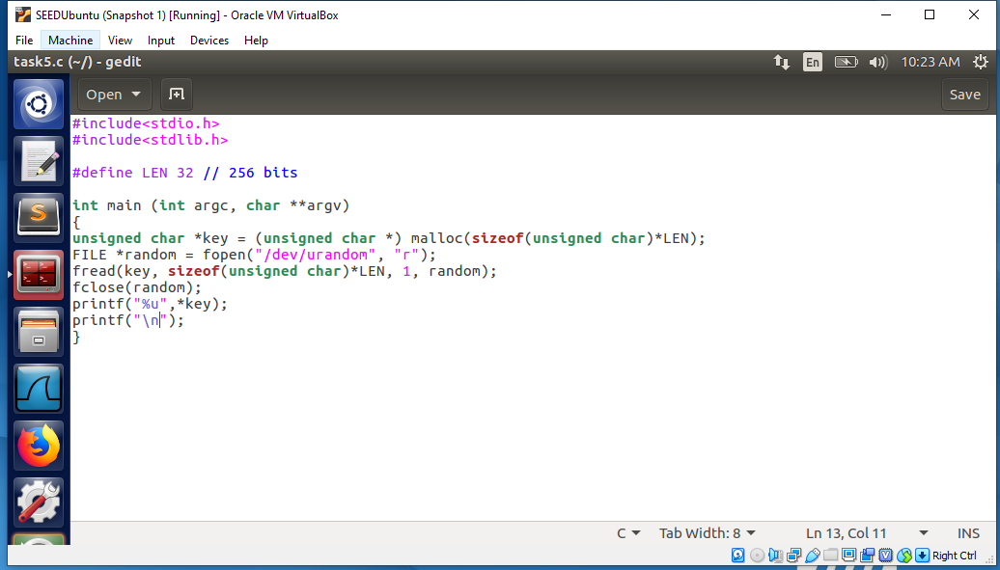 SEEDUbuntu (Snapshot 1) [Running] - Oracle VM VirtualBox
File Machine View Input Devices Help
task5.c (~/) - gedit En 10:23 AM
Open Save
#include<stdio.h>
#include<stdlib.h>
#define LEN 32 // 256 bits
int main (int argc, char **argv)
{
unsigned char *key = (unsigned char *) malloc(sizeof(unsigned char)*LEN);
FILE *random = fopen("/dev/urandom", "r");
fread(key, sizeof(unsigned char)*LEN, 1, random);
fclose(random);
printf("%u",*key);
printf("\n");
}
C Tab Width: 8 Ln 13, Col 11 INS
Right Ctrl